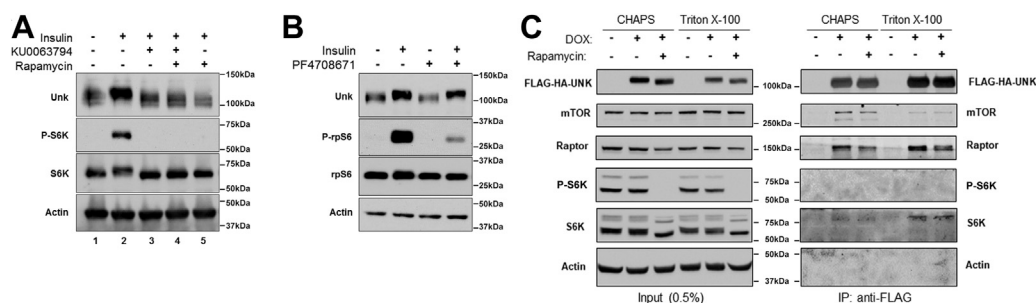 A
Insulin - + + + +
KU0063794 - - + + -
Rapamycin - - - + +
150kDa
Unk
100kDa
75kDa
P-S6K
50kDa
75kDa
S6K
50kDa
50kDa
Actin
37kDa
1 2 3 4 5
B
Insulin - + - +
PF4708671 - - + +
150kDa
Unk
100kDa
37kDa
P-rpS6
25kDa
37kDa
rpS6
25kDa
50kDa
Actin
37kDa
C
CHAPS Triton X-100
DOX: - + + - + +
Rapamycin: - - + - - +
FLAG-HA-UNK
100kDa
mTOR
250kDa
Raptor
150kDa
P-S6K
75kDa
50kDa
S6K
75kDa
50kDa
Actin
37kDa
Input (0.5%)
CHAPS Triton X-100
- + + - + +
- - + - - +
FLAG-HA-UNK
mTOR
Raptor
P-S6K
S6K
Actin
IP: anti-FLAG